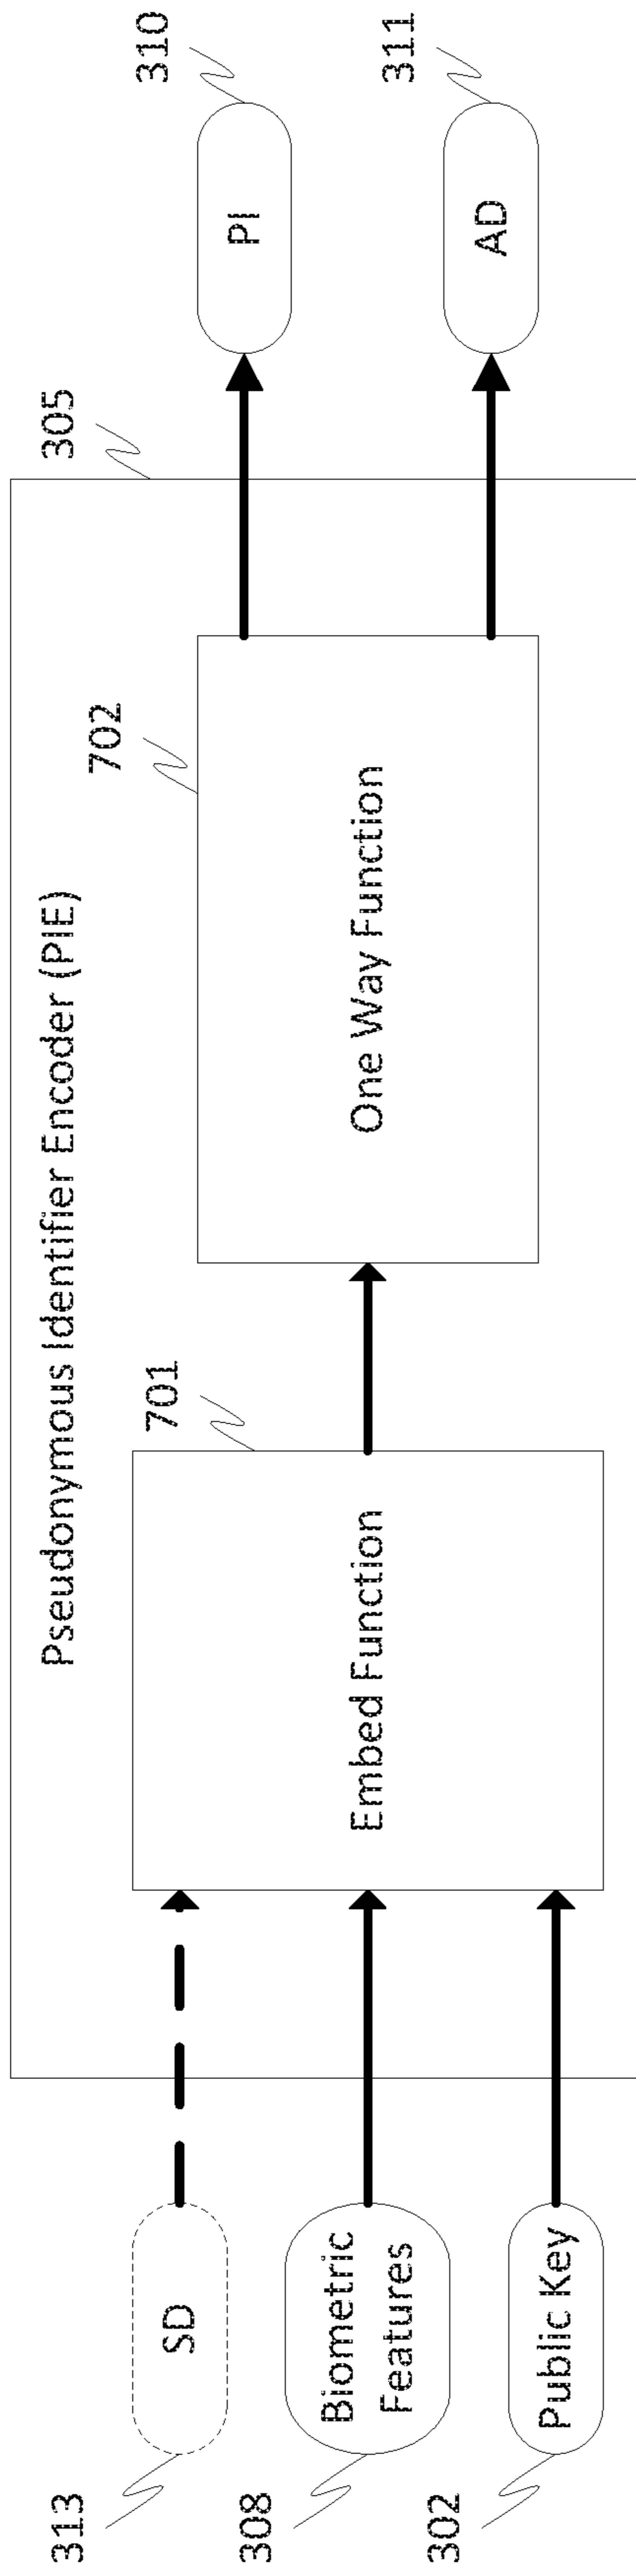 Pseudonymous Identifier Encoder (PIE)
305
313
SD
308
Biometric
Features
302
Public Key
701
Embed Function
702
One Way Function
310
PI
311
AD